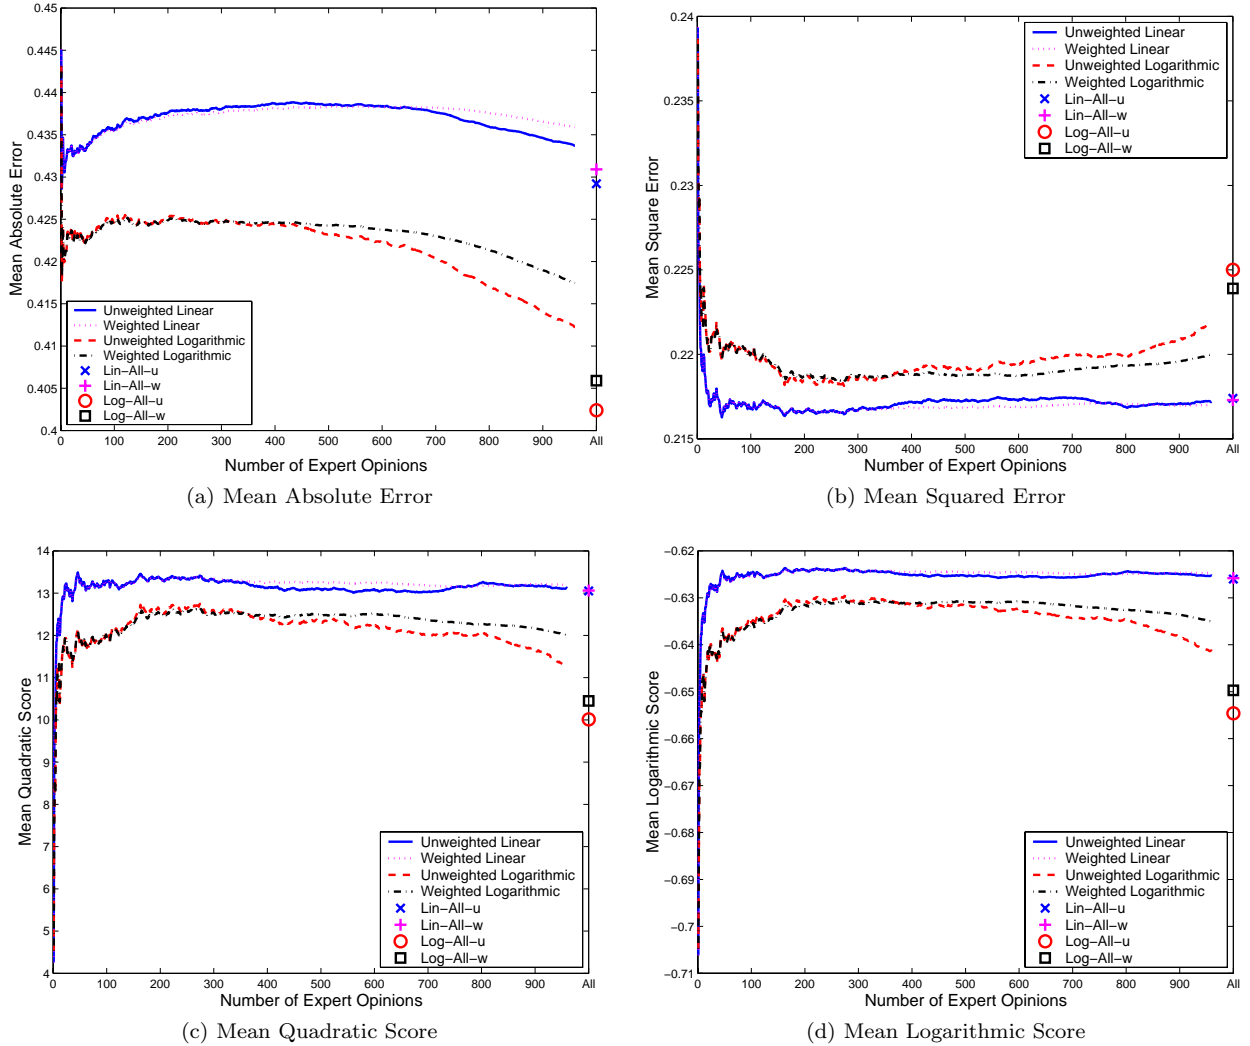 0.45
0.445
0.44
0.435
0.43
0.425
0.42
0.415
0.41
0.405
0.4
Mean Absolute Error
Unweighted Linear
Weighted Linear
Unweighted Logarithmic
Weighted Logarithmic
Lin−All−u
Lin−All−w
Log−All−u
Log−All−w
0 100 200 300 400 500 600 700 800 900 All
Number of Expert Opinions
(a) Mean Absolute Error
0.24
0.235
0.23
0.225
0.22
0.215
Mean Square Error
Unweighted Linear
Weighted Linear
Unweighted Logarithmic
Weighted Logarithmic
Lin−All−u
Lin−All−w
Log−All−u
Log−All−w
0 100 200 300 400 500 600 700 800 900 All
Number of Expert Opinions
(b) Mean Squared Error
14
13
12
11
10
9
8
7
6
5
4
Mean Quadratic Score
Unweighted Linear
Weighted Linear
Unweighted Logarithmic
Weighted Logarithmic
Lin−All−u
Lin−All−w
Log−All−u
Log−All−w
0 100 200 300 400 500 600 700 800 900 All
Number of Expert Opinions
(c) Mean Quadratic Score
−0.62
−0.63
−0.64
−0.65
−0.66
−0.67
−0.68
−0.69
−0.7
−0.71
Mean Logarithmic Score
Unweighted Linear
Weighted Linear
Unweighted Logarithmic
Weighted Logarithmic
Lin−All−u
Lin−All−w
Log−All−u
Log−All−w
0 100 200 300 400 500 600 700 800 900 All
Number of Expert Opinions
(d) Mean Logarithmic Score